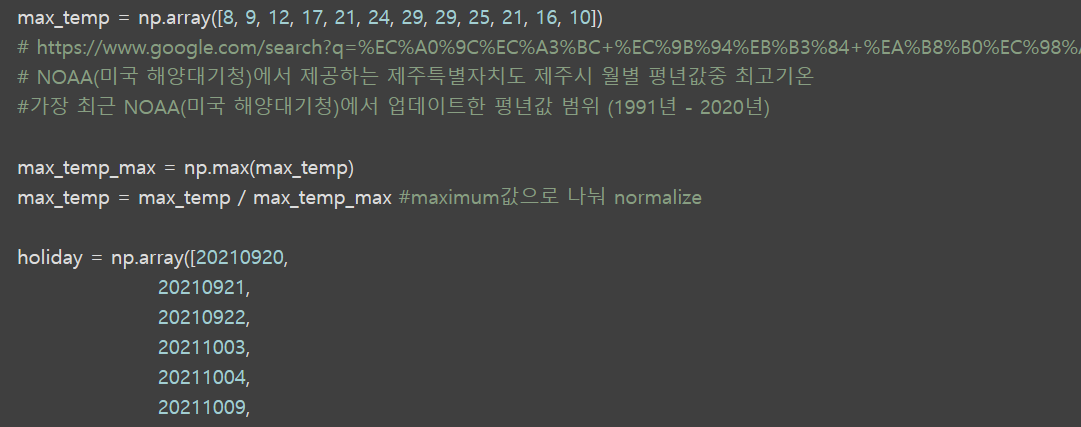 max_temp = np.array([8, 9, 12, 17, 21, 24, 29, 29, 25, 21, 16, 10])
# https://www.google.com/search?q=%EC%A0%9C%EC%A3%BC+%EC%9B%94%EB%B3%84+%EA%B8%B0%EC%98%
# NOAA(미국 해양대기청)에서 제공하는 제주특별자치도 제주시 월별 평년값중 최고기온
#가장 최근 NOAA(미국 해양대기청)에서 업데이트한 평년값 범위 (1991년 - 2020년)
max_temp_max = np.max(max_temp)
max_temp = max_temp / max_temp_max #maximum값으로 나눠 normalize
holiday = np.array([20210920,
20210921,
20210922,
20211003,
20211004,
20211009,